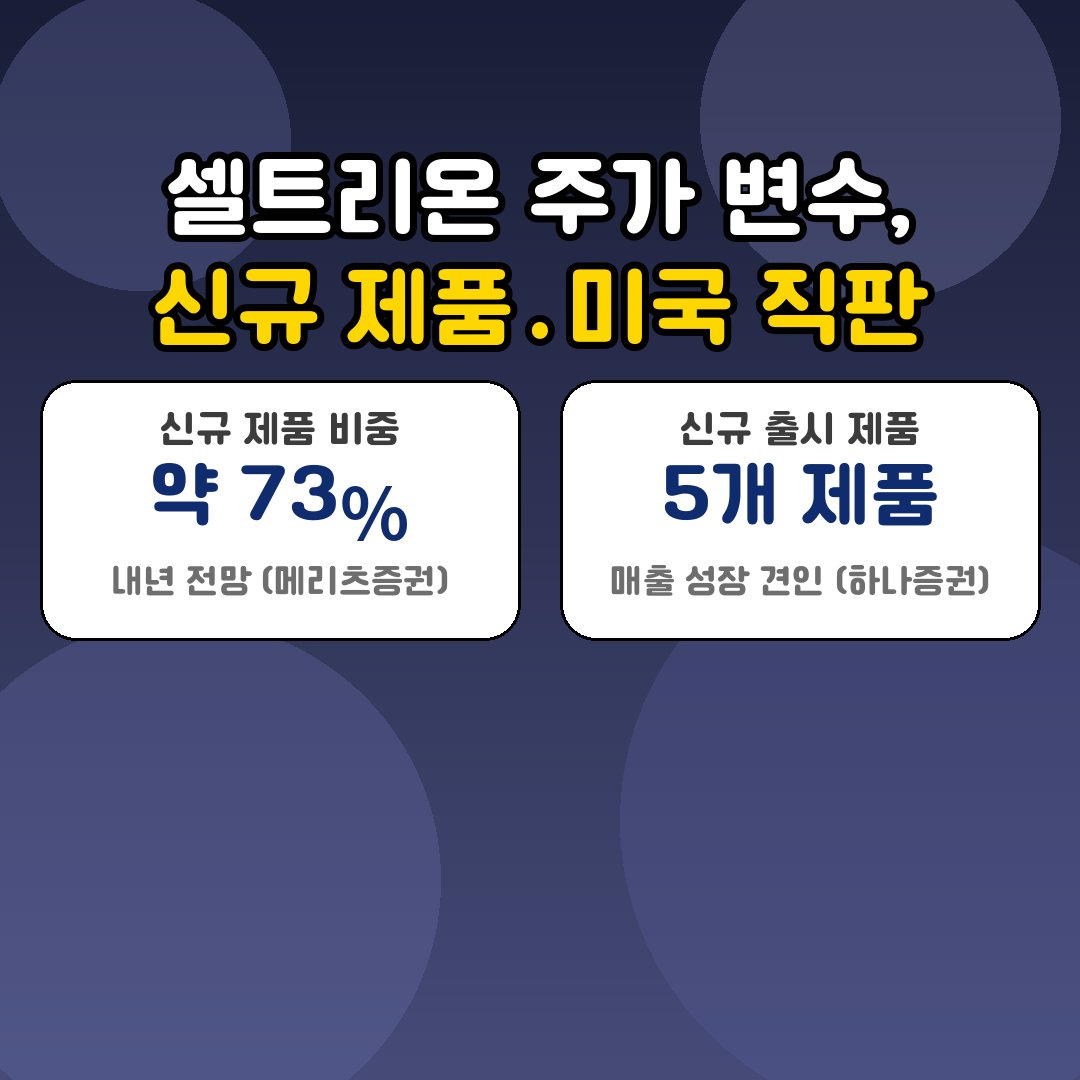 셀트리온 주가 변수,
신규 제품·미국 직판
신규 제품 비중
약 73%
내년 전망 (메리츠증권)
신규 출시 제품
5개 제품
매출 성장 견인 (하나증권)